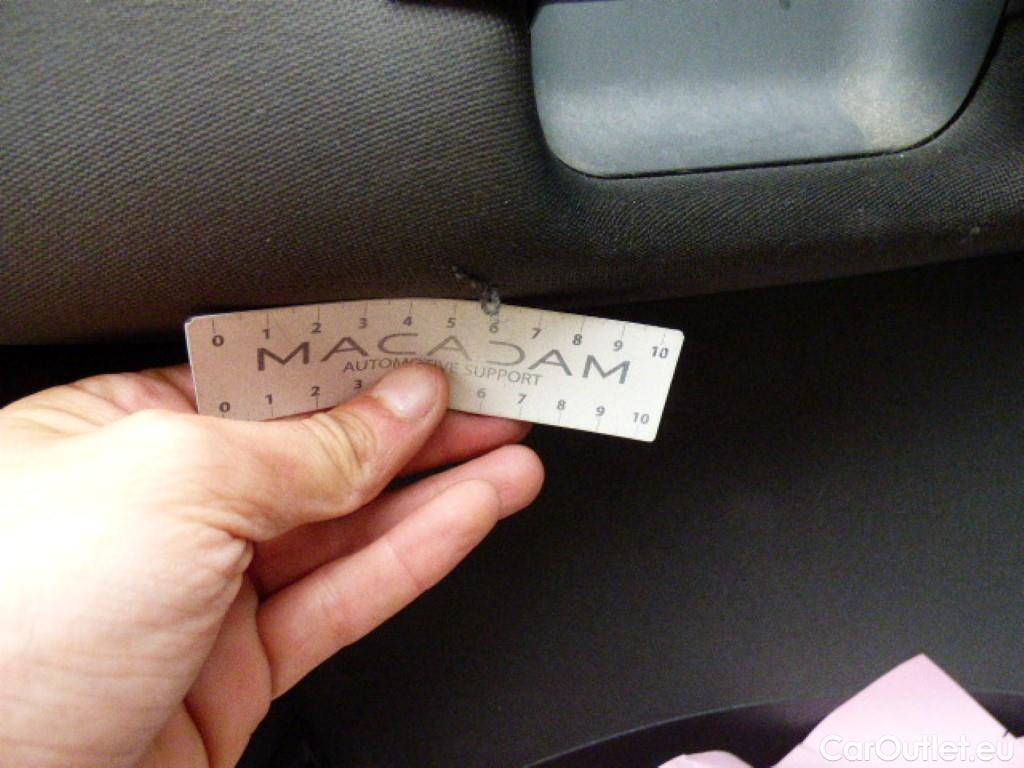 0 1 2 3 4 5 6 7 8 9 10
MACADAM
AUTOMOTIVE SUPPORT
0 1 2 3 6 7 8 9 10
CarOutlet.eu